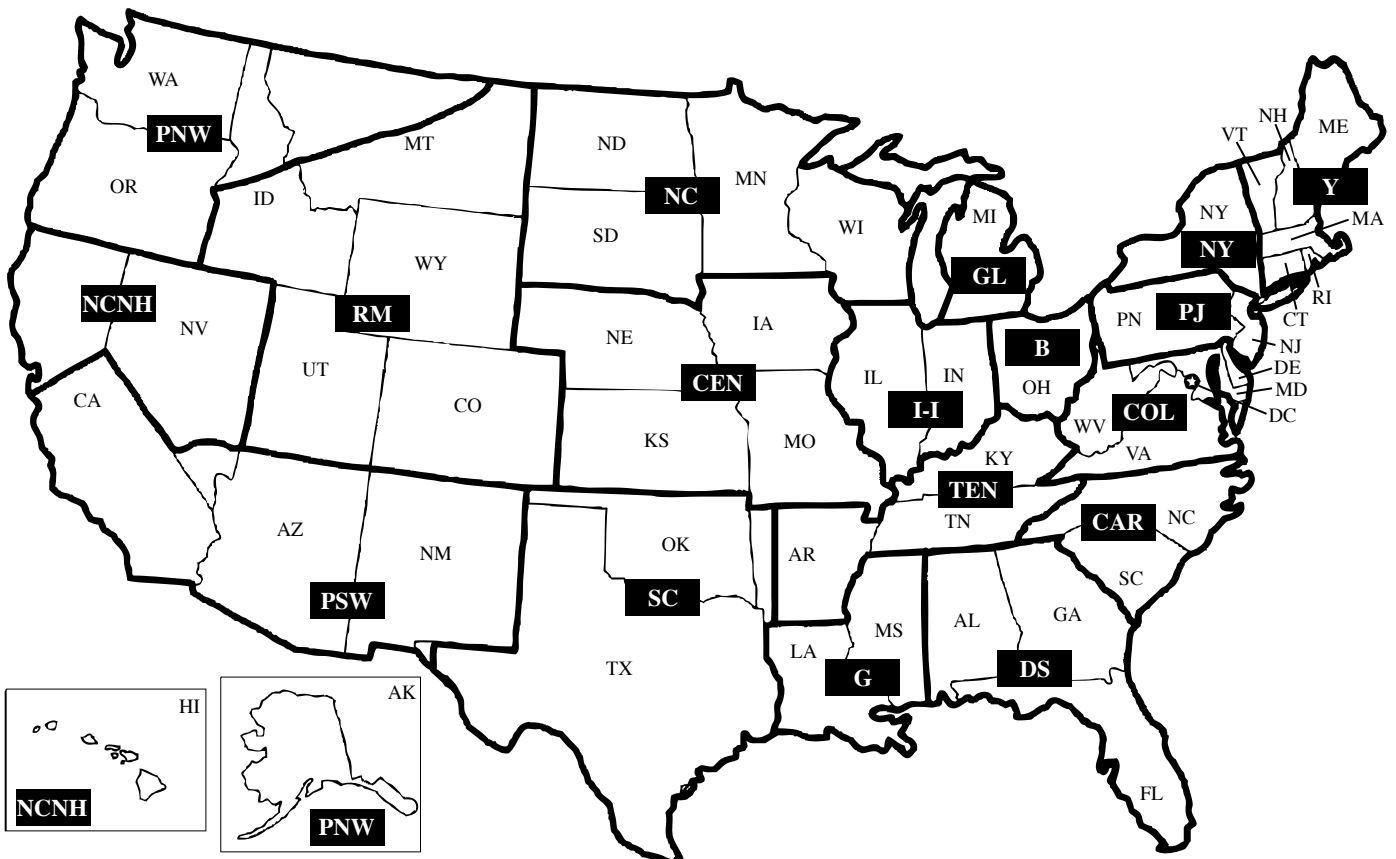 WA
PNW
OR
ID
MT
ND
NC
MN
SD
WI
MI
GL
NH
VT
ME
Y
NY
MA
NY
RI
CT
NCNH
NV
WY
RM
NE
IA
CEN
UT
CO
KS
MO
IL
IN
I-I
B
OH
PN
PJ
NJ
DE
MD
DC
COL
WV
VA
CA
KY
TEN
TN
CAR
NC
SC
AZ
NM
PSW
OK
SC
AR
TX
LA
MS
G
AL
GA
DS
FL
HI
NCNH
AK
PNW